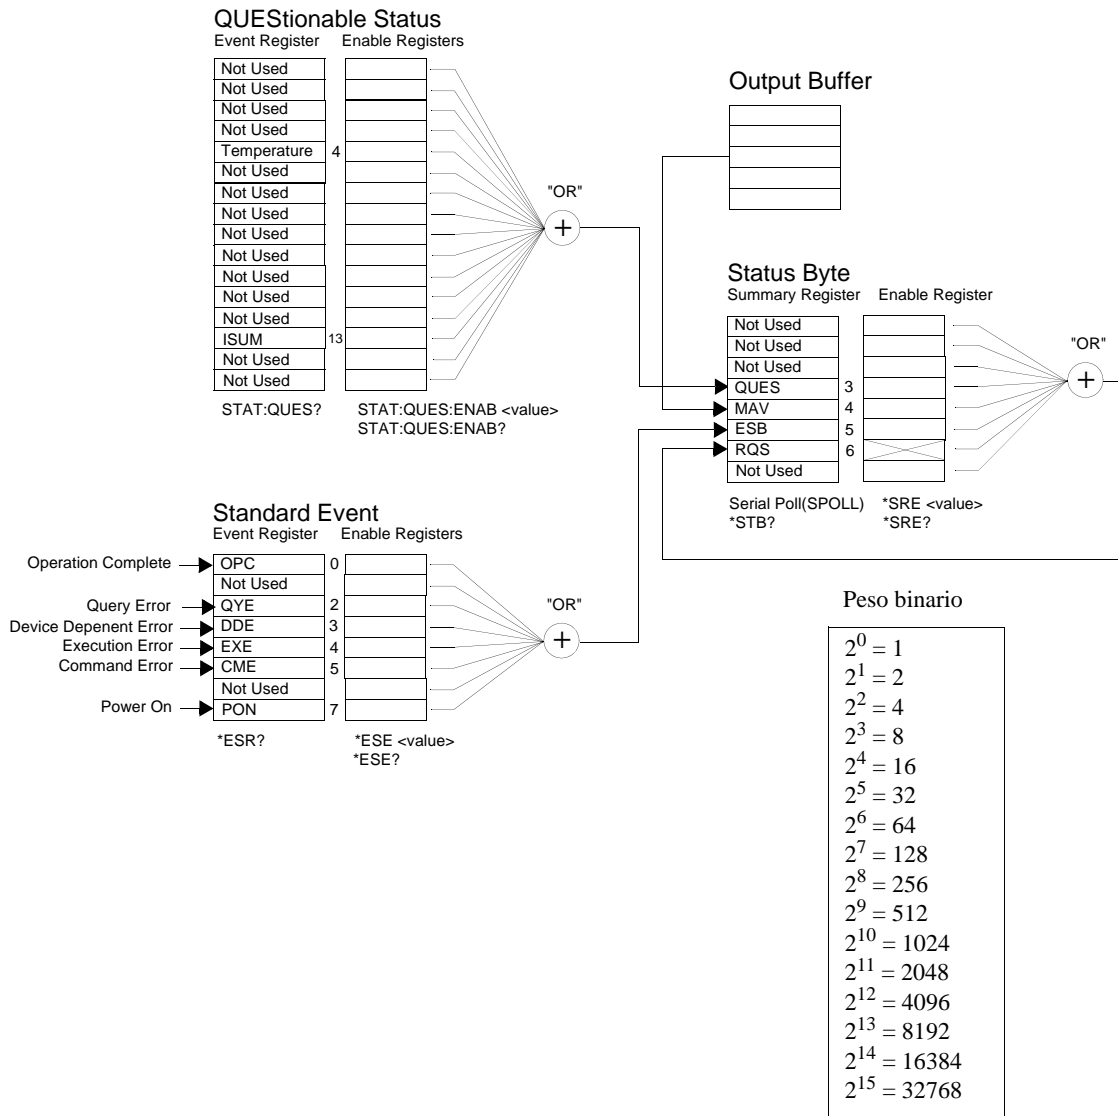 QUEStionable Status
Event Register Enable Registers
Not Used
Not Used
Not Used
Not Used
Temperature 4
Not Used
Not Used
Not Used
Not Used
Not Used
Not Used
Not Used
Not Used
ISUM 13
Not Used
Not Used
STAT:QUES? STAT:QUES:ENAB <value>
STAT:QUES:ENAB?
"OR"
+
Output Buffer
Status Byte
Summary Register Enable Register
Not Used
Not Used
Not Used
QUES 3
MAV 4
ESB 5
RQS 6
Not Used
Serial Poll(SPOLL) *SRE <value>
*STB? *SRE?
"OR"
+
Standard Event
Event Register Enable Registers
Operation Complete OPC 0
Not Used
Query Error QYE 2
Device Depenent Error DDE 3
Execution Error EXE 4
Command Error CME 5
Not Used
Power On PON 7
*ESR? *ESE <value>
*ESE?
"OR"
+
Peso binario
2^0 = 1
2^1 = 2
2^2 = 4
2^3 = 8
2^4 = 16
2^5 = 32
2^6 = 64
2^7 = 128
2^8 = 256
2^9 = 512
2^10 = 1024
2^11 = 2048
2^12 = 4096
2^13 = 8192
2^14 = 16384
2^15 = 32768